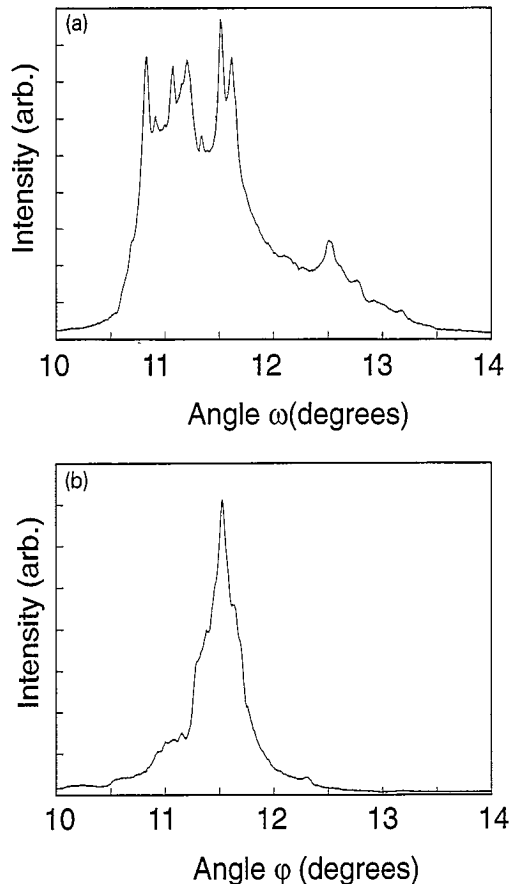 (a)
Intensity (arb.)
10 11 12 13 14
Angle ω(degrees)
(b)
Intensity (arb.)
10 11 12 13 14
Angle φ (degrees)